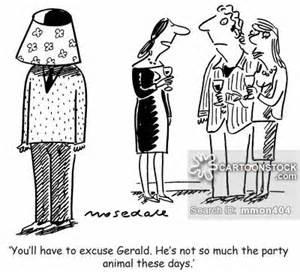 mosedale
© CARTOONSTOCK
.com
Search ID: mmon404
'You'll have to excuse Gerald. He's not so much the party
animal these days.'